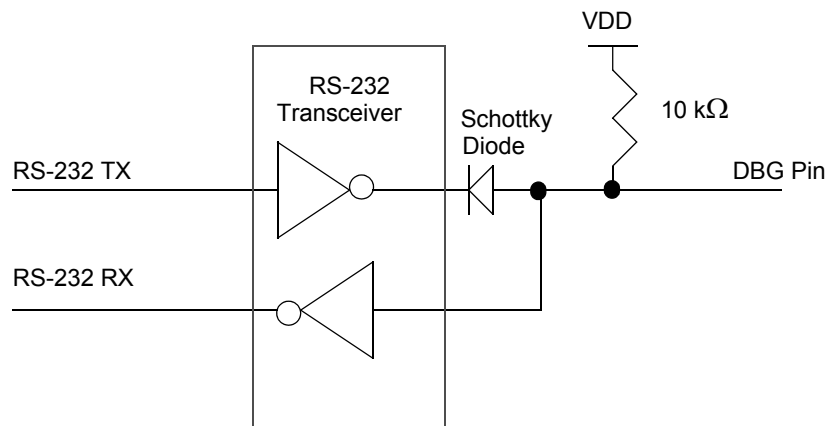 VDD
RS-232
Transceiver
Schottky
Diode
10 kΩ
RS-232 TX
DBG Pin
RS-232 RX